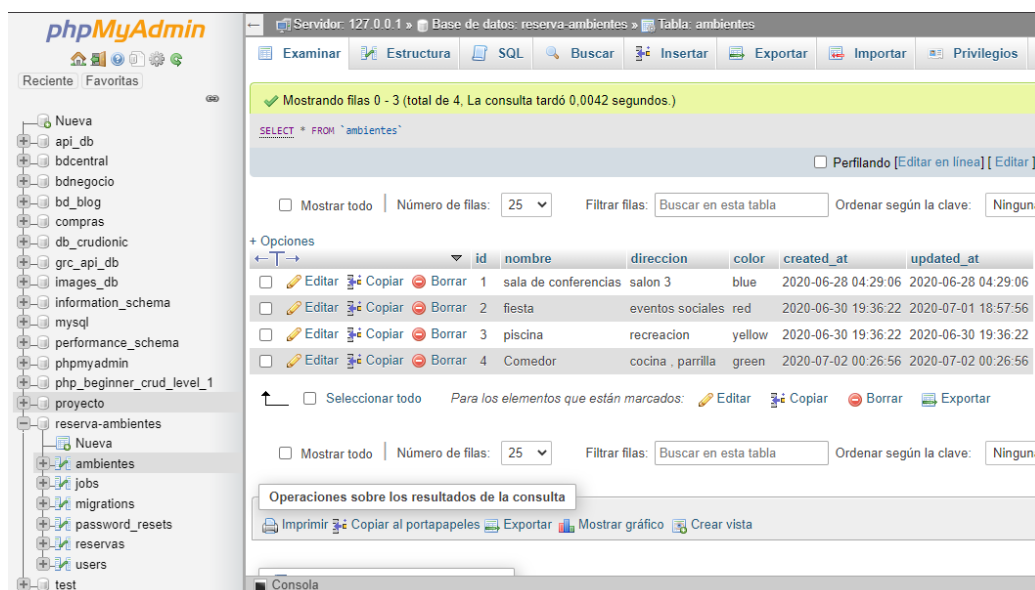 phpMyAdmin
Reciente Favoritas
Nueva
api_db
bdcentral
bdnegocio
bd_blog
compras
db_crudionic
grc_api_db
images_db
information_schema
mysql
performance_schema
phpmyadmin
php_beginner_crud_level_1
proyecto
reserva-ambientes
Nueva
ambientes
jobs
migrations
password_resets
reservas
users
test
Servidor: 127.0.0.1 » Base de datos: reserva-ambientes » Tabla: ambientes
Examinar Estructura SQL Buscar Insertar Exportar Importar Privilegios
Mostrando filas 0 - 3 (total de 4, La consulta tardó 0,0042 segundos.)
SELECT * FROM `ambientes`
Perfilando [Editar en línea] [ Editar ]
Mostrar todo Número de filas: 25 Filtrar filas: Buscar en esta tabla Ordenar según la clave: Ningun
+ Opciones
←T→ id nombre direccion color created_at updated_at
Editar Copiar Borrar 1 sala de conferencias salon 3 blue 2020-06-28 04:29:06 2020-06-28 04:29:06
Editar Copiar Borrar 2 fiesta eventos sociales red 2020-06-30 19:36:22 2020-07-01 18:57:56
Editar Copiar Borrar 3 piscina recreacion yellow 2020-06-30 19:36:22 2020-06-30 19:36:22
Editar Copiar Borrar 4 Comedor cocina , parrilla green 2020-07-02 00:26:56 2020-07-02 00:26:56
Seleccionar todo Para los elementos que están marcados: Editar Copiar Borrar Exportar
Mostrar todo Número de filas: 25 Filtrar filas: Buscar en esta tabla Ordenar según la clave: Ningun
Operaciones sobre los resultados de la consulta
Imprimir Copiar al portapapeles Exportar Mostrar gráfico Crear vista
Consola